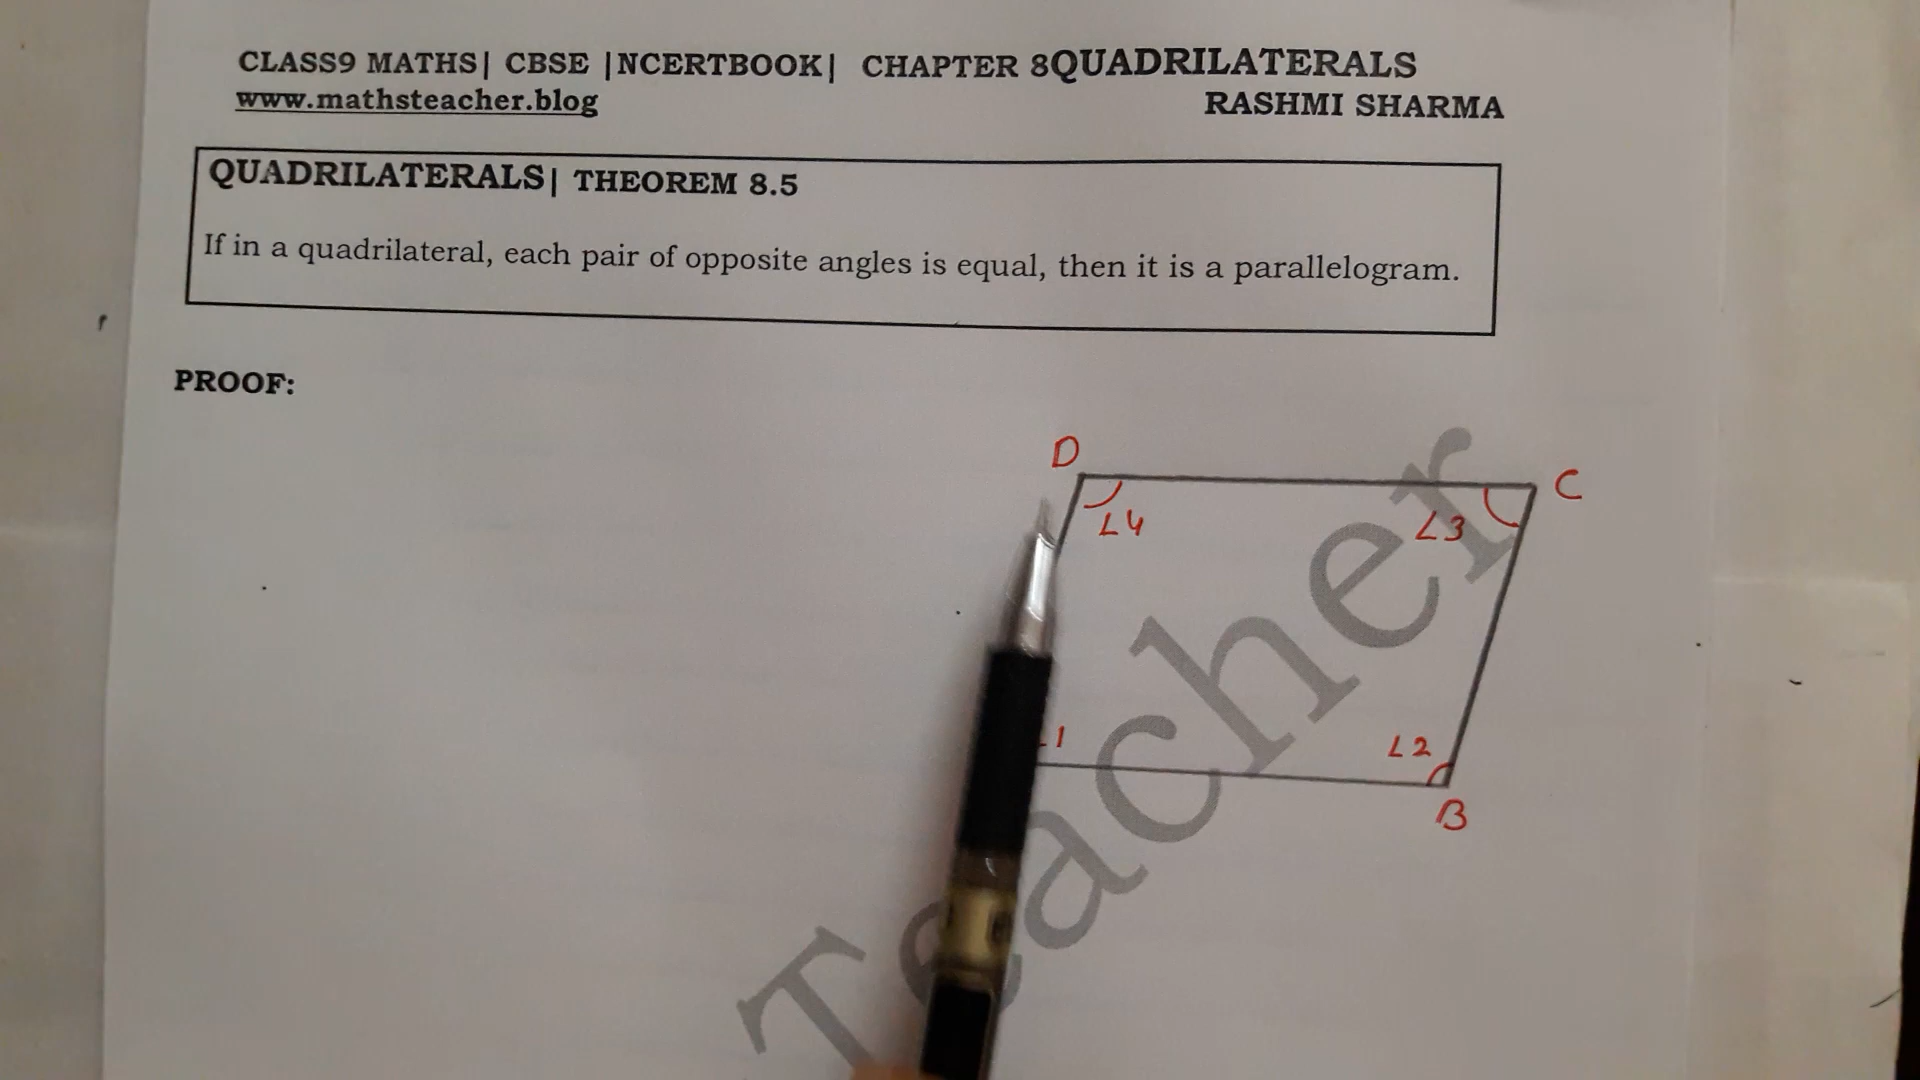 CLASS9 MATHS| CBSE |NCERTBOOK| CHAPTER 8QUADRILATERALS
www.mathsteacher.blog RASHMI SHARMA
QUADRILATERALS| THEOREM 8.5
If in a quadrilateral, each pair of opposite angles is equal, then it is a parallelogram.
PROOF:
D
C
∠4
∠3
∠1
∠2
B
Teacher